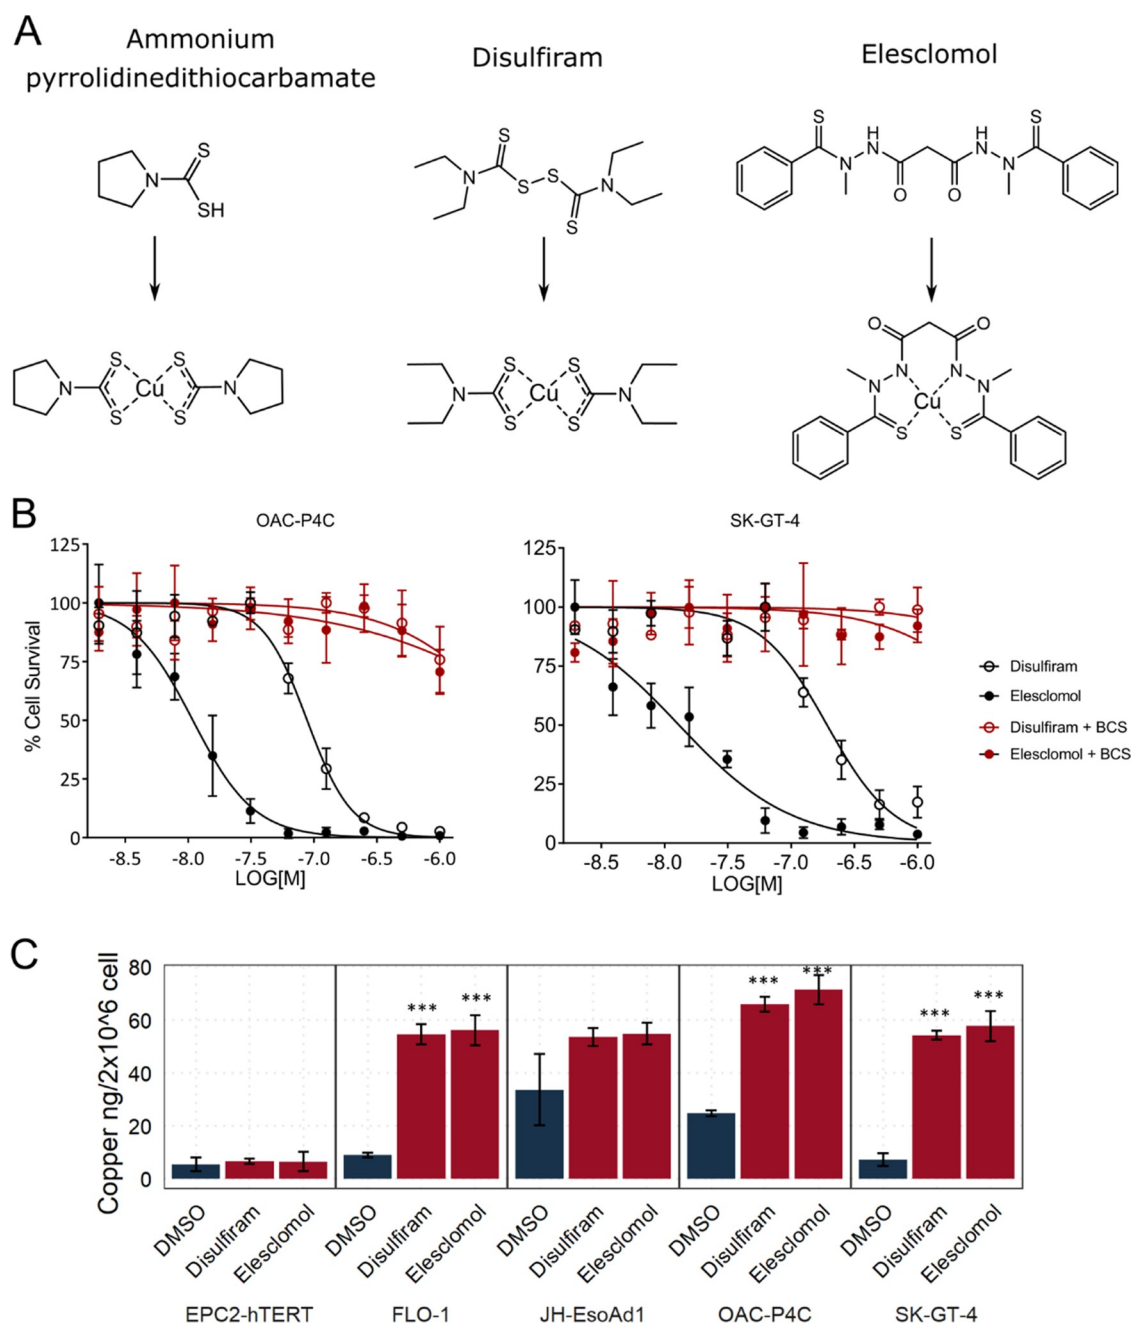 A
Ammonium
pyrrolidinedithiocarbamate
Disulfiram
Elesclomol
S
N
SH
S
N
S
S
N
S
S
H
N
N
O
O
H
N
N
S
N
S
S
Cu
S
S
N
N
S
S
Cu
S
S
N
O
O
N
N
N
N
Cu
S
S
B
OAC-P4C
% Cell Survival
125
100
75
50
25
0
-8.5 -8.0 -7.5 -7.0 -6.5 -6.0
LOG[M]
SK-GT-4
125
100
75
50
25
0
-8.5 -8.0 -7.5 -7.0 -6.5 -6.0
LOG[M]
Disulfiram
Elesclomol
Disulfiram + BCS
Elesclomol + BCS
C
Copper ng/2x10^6 cell
80
60
40
20
0
*** *** *** *** *** ***
DMSO Disulfiram Elesclomol DMSO Disulfiram Elesclomol DMSO Disulfiram Elesclomol DMSO Disulfiram Elesclomol DMSO Disulfiram Elesclomol
EPC2-hTERT FLO-1 JH-EsoAd1 OAC-P4C SK-GT-4